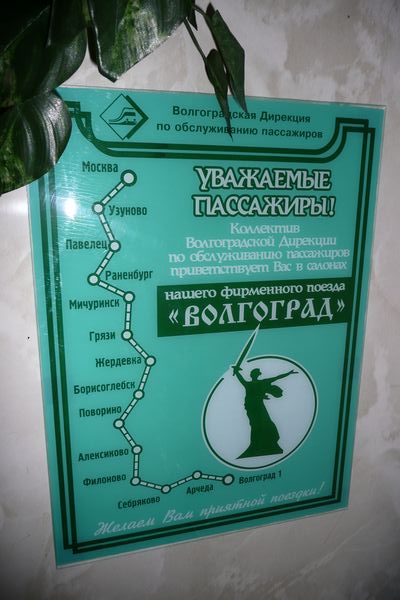 Волгоградская Дирекция
по обслуживанию пассажиров
УВАЖАЕМЫЕ
ПАССАЖИРЫ!
Коллектив
Волгоградской Дирекции
по обслуживанию пассажиров
приветствует Вас в салонах
нашего фирменного поезда
«ВОЛГОГРАД»
Москва
Узуново
Павелец
Раненбург
Мичуринск
Грязи
Жердевка
Борисоглебск
Поворино
Алексиково
Филоново
Себряково
Арчеда
Волгоград 1
Желаем Вам приятной поездки!